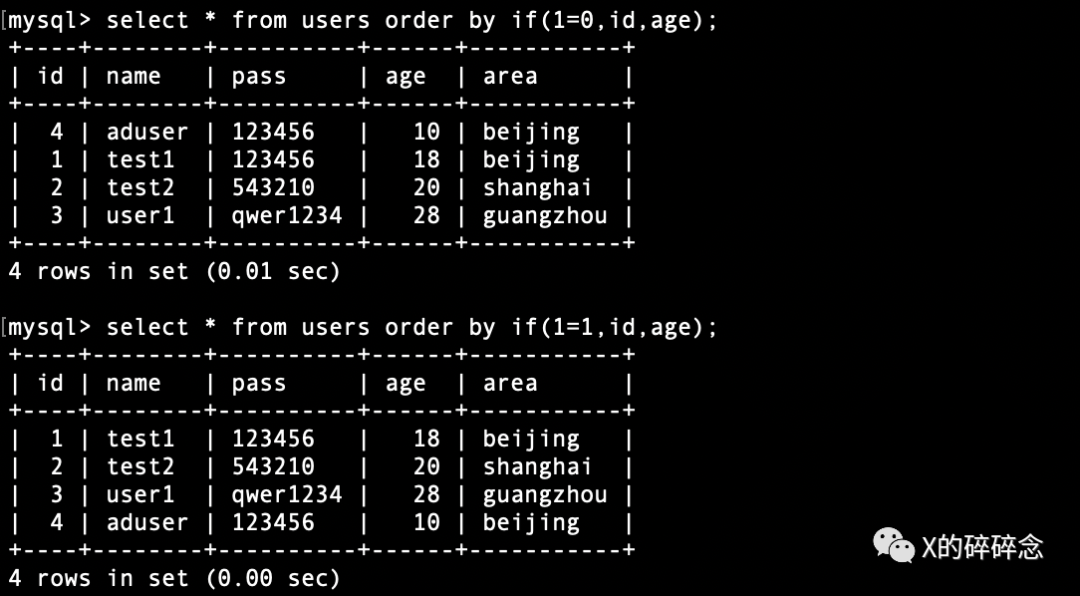 mysql> select * from users order by if(1=0,id,age);
+----+--------+----------+------+-----------+
| id | name   | pass     | age  | area      |
+----+--------+----------+------+-----------+
|  4 | aduser | 123456   |   10 | beijing   |
|  1 | test1  | 123456   |   18 | beijing   |
|  2 | test2  | 543210   |   20 | shanghai  |
|  3 | user1  | qwer1234 |   28 | guangzhou |
+----+--------+----------+------+-----------+
4 rows in set (0.01 sec)
mysql> select * from users order by if(1=1,id,age);
+----+--------+----------+------+-----------+
| id | name   | pass     | age  | area      |
+----+--------+----------+------+-----------+
|  1 | test1  | 123456   |   18 | beijing   |
|  2 | test2  | 543210   |   20 | shanghai  |
|  3 | user1  | qwer1234 |   28 | guangzhou |
|  4 | aduser | 123456   |   10 | beijing   |
+----+--------+----------+------+-----------+
4 rows in set (0.00 sec)
X的碎碎念